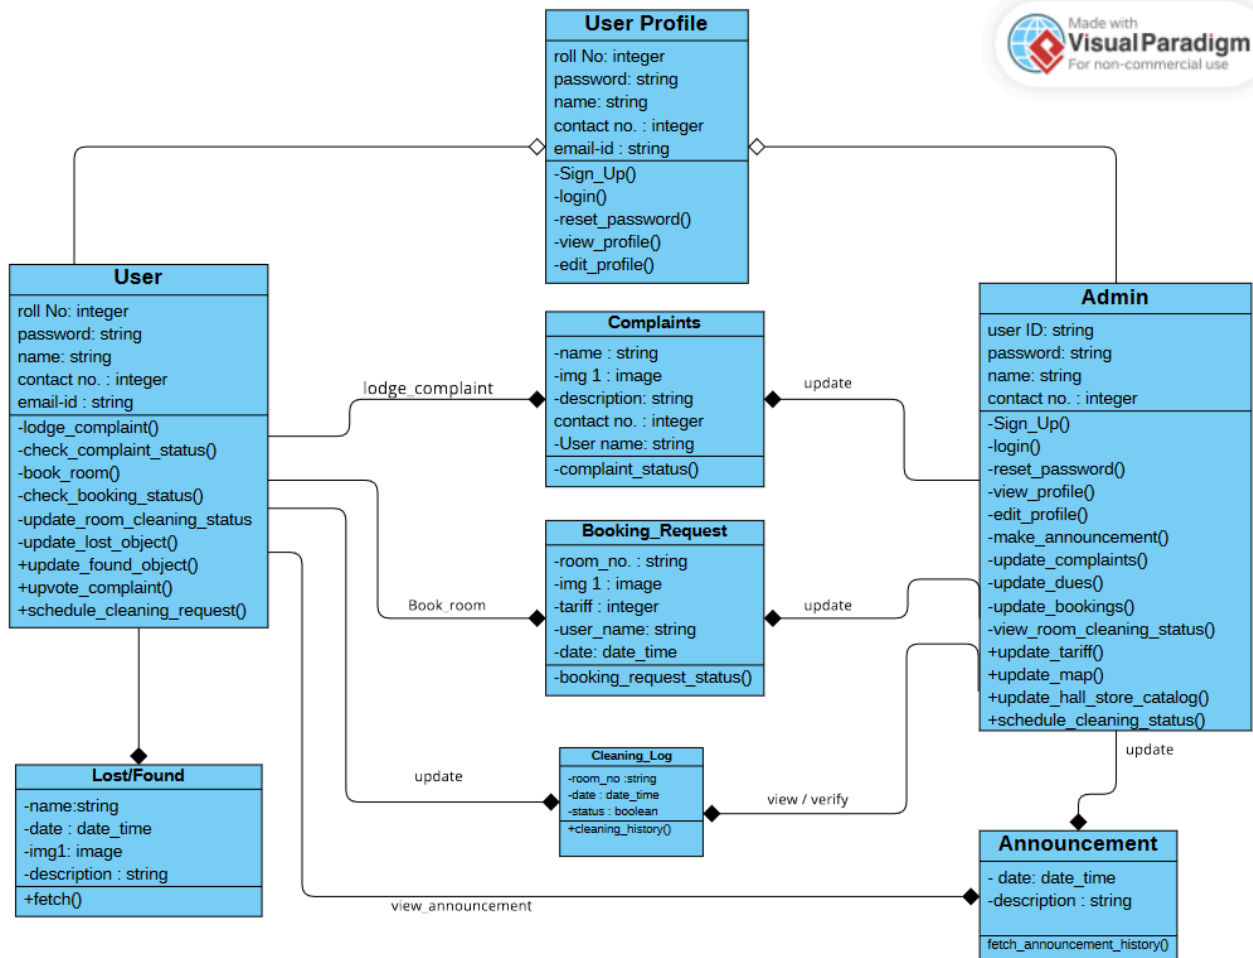 User Profile
roll No: integer
password: string
name: string
contact no. : integer
email-id : string
-Sign_Up()
-login()
-reset_password()
-view_profile()
-edit_profile()
Made with
Visual Paradigm
For non-commercial use
User
roll No: integer
password: string
name: string
contact no. : integer
email-id : string
-lodge_complaint()
-check_complaint_status()
-book_room()
-check_booking_status()
-update_room_cleaning_status
-update_lost_object()
+update_found_object()
+upvote_complaint()
+schedule_cleaning_request()
lodge_complaint
Complaints
-name : string
-img 1 : image
-description: string
contact no. : integer
-User name: string
-complaint_status()
update
Admin
user ID: string
password: string
name: string
contact no. : integer
-Sign_Up()
-login()
-reset_password()
-view_profile()
-edit_profile()
-make_announcement()
-update_complaints()
-update_dues()
-update_bookings()
-view_room_cleaning_status()
+update_tariff()
+update_map()
+update_hall_store_catalog()
+schedule_cleaning_status()
Book_room
Booking_Request
-room_no. : string
-img 1 : image
-tariff : integer
-user_name: string
-date: date_time
-booking_request_status()
update
update
Cleaning_Log
-room_no :string
-date : date_time
-status : boolean
+cleaning_history()
view / verify
update
Lost/Found
-name:string
-date : date_time
-img1: image
-description : string
+fetch()
view_announcement
Announcement
- date: date_time
-description : string
fetch_announcement_history()